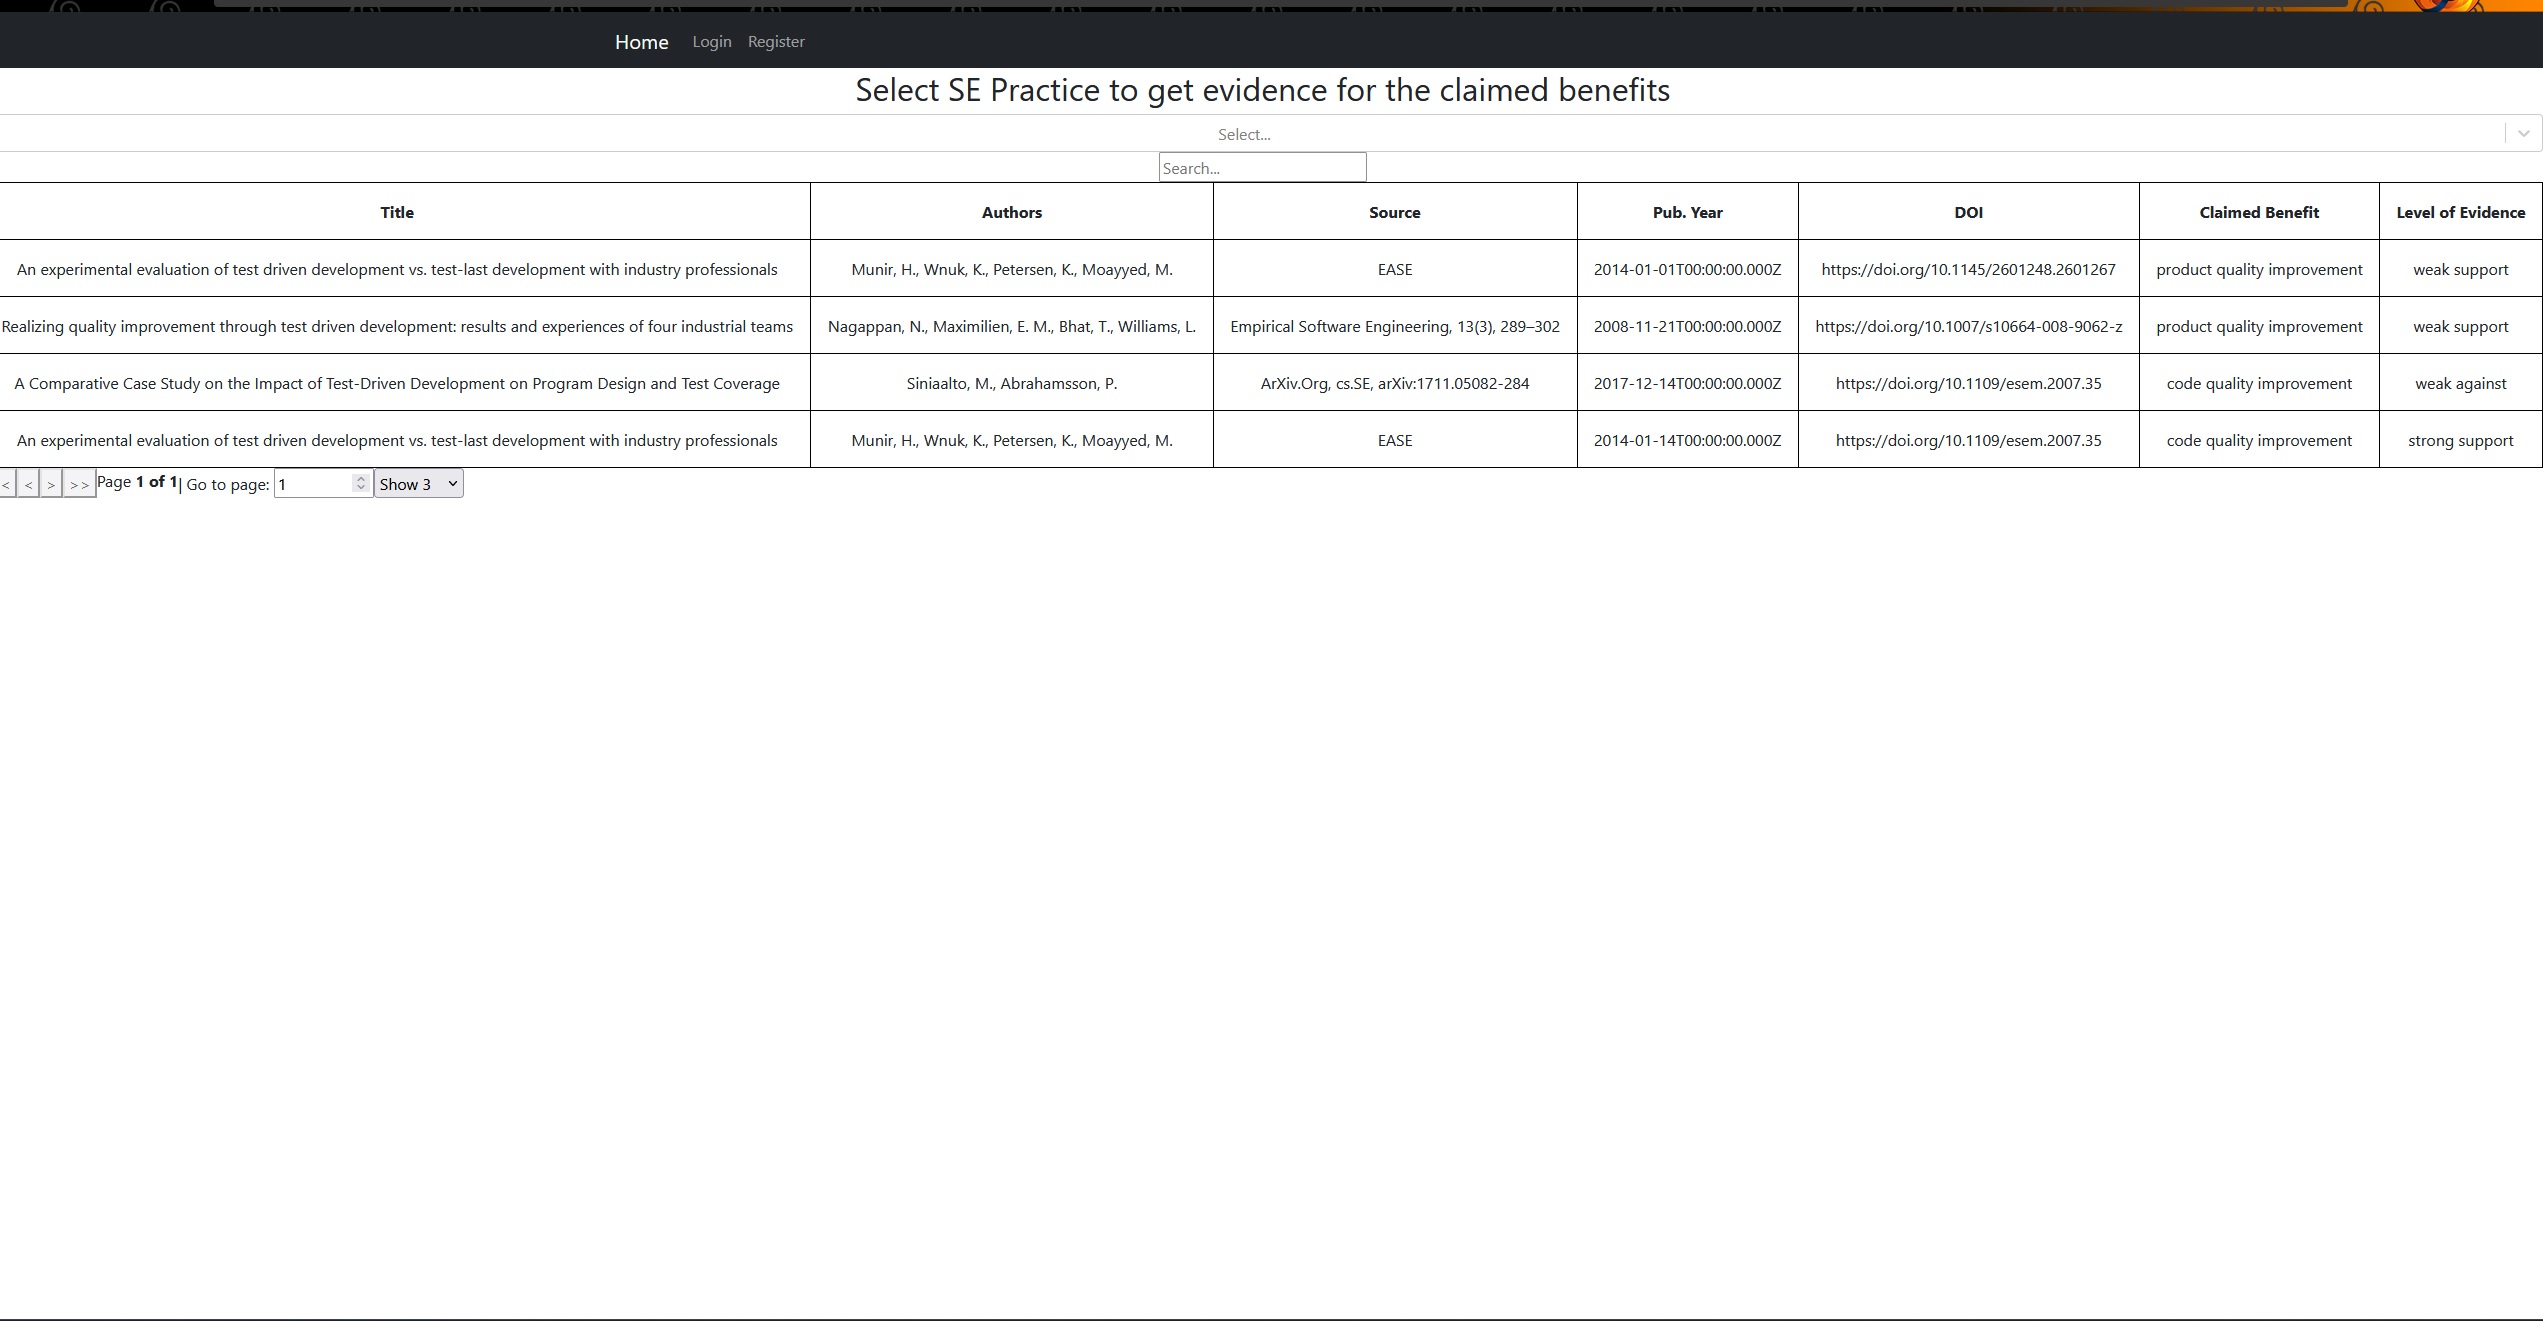 Home Login Register
Select SE Practice to get evidence for the claimed benefits
Select...
Search...
Title Authors Source Pub. Year DOI Claimed Benefit Level of Evidence
An experimental evaluation of test driven development vs. test-last development with industry professionals Munir, H., Wnuk, K., Petersen, K., Moayyed, M. EASE 2014-01-01T00:00:00.000Z https://doi.org/10.1145/2601248.2601267 product quality improvement weak support
Realizing quality improvement through test driven development: results and experiences of four industrial teams Nagappan, N., Maximilien, E. M., Bhat, T., Williams, L. Empirical Software Engineering, 13(3), 289–302 2008-11-21T00:00:00.000Z https://doi.org/10.1007/s10664-008-9062-z product quality improvement weak support
A Comparative Case Study on the Impact of Test-Driven Development on Program Design and Test Coverage Siniaalto, M., Abrahamsson, P. ArXiv.Org, cs.SE, arXiv:1711.05082-284 2017-12-14T00:00:00.000Z https://doi.org/10.1109/esem.2007.35 code quality improvement weak against
An experimental evaluation of test driven development vs. test-last development with industry professionals Munir, H., Wnuk, K., Petersen, K., Moayyed, M. EASE 2014-01-14T00:00:00.000Z https://doi.org/10.1109/esem.2007.35 code quality improvement strong support
< < > >> Page 1 of 1 | Go to page: 1 Show 3